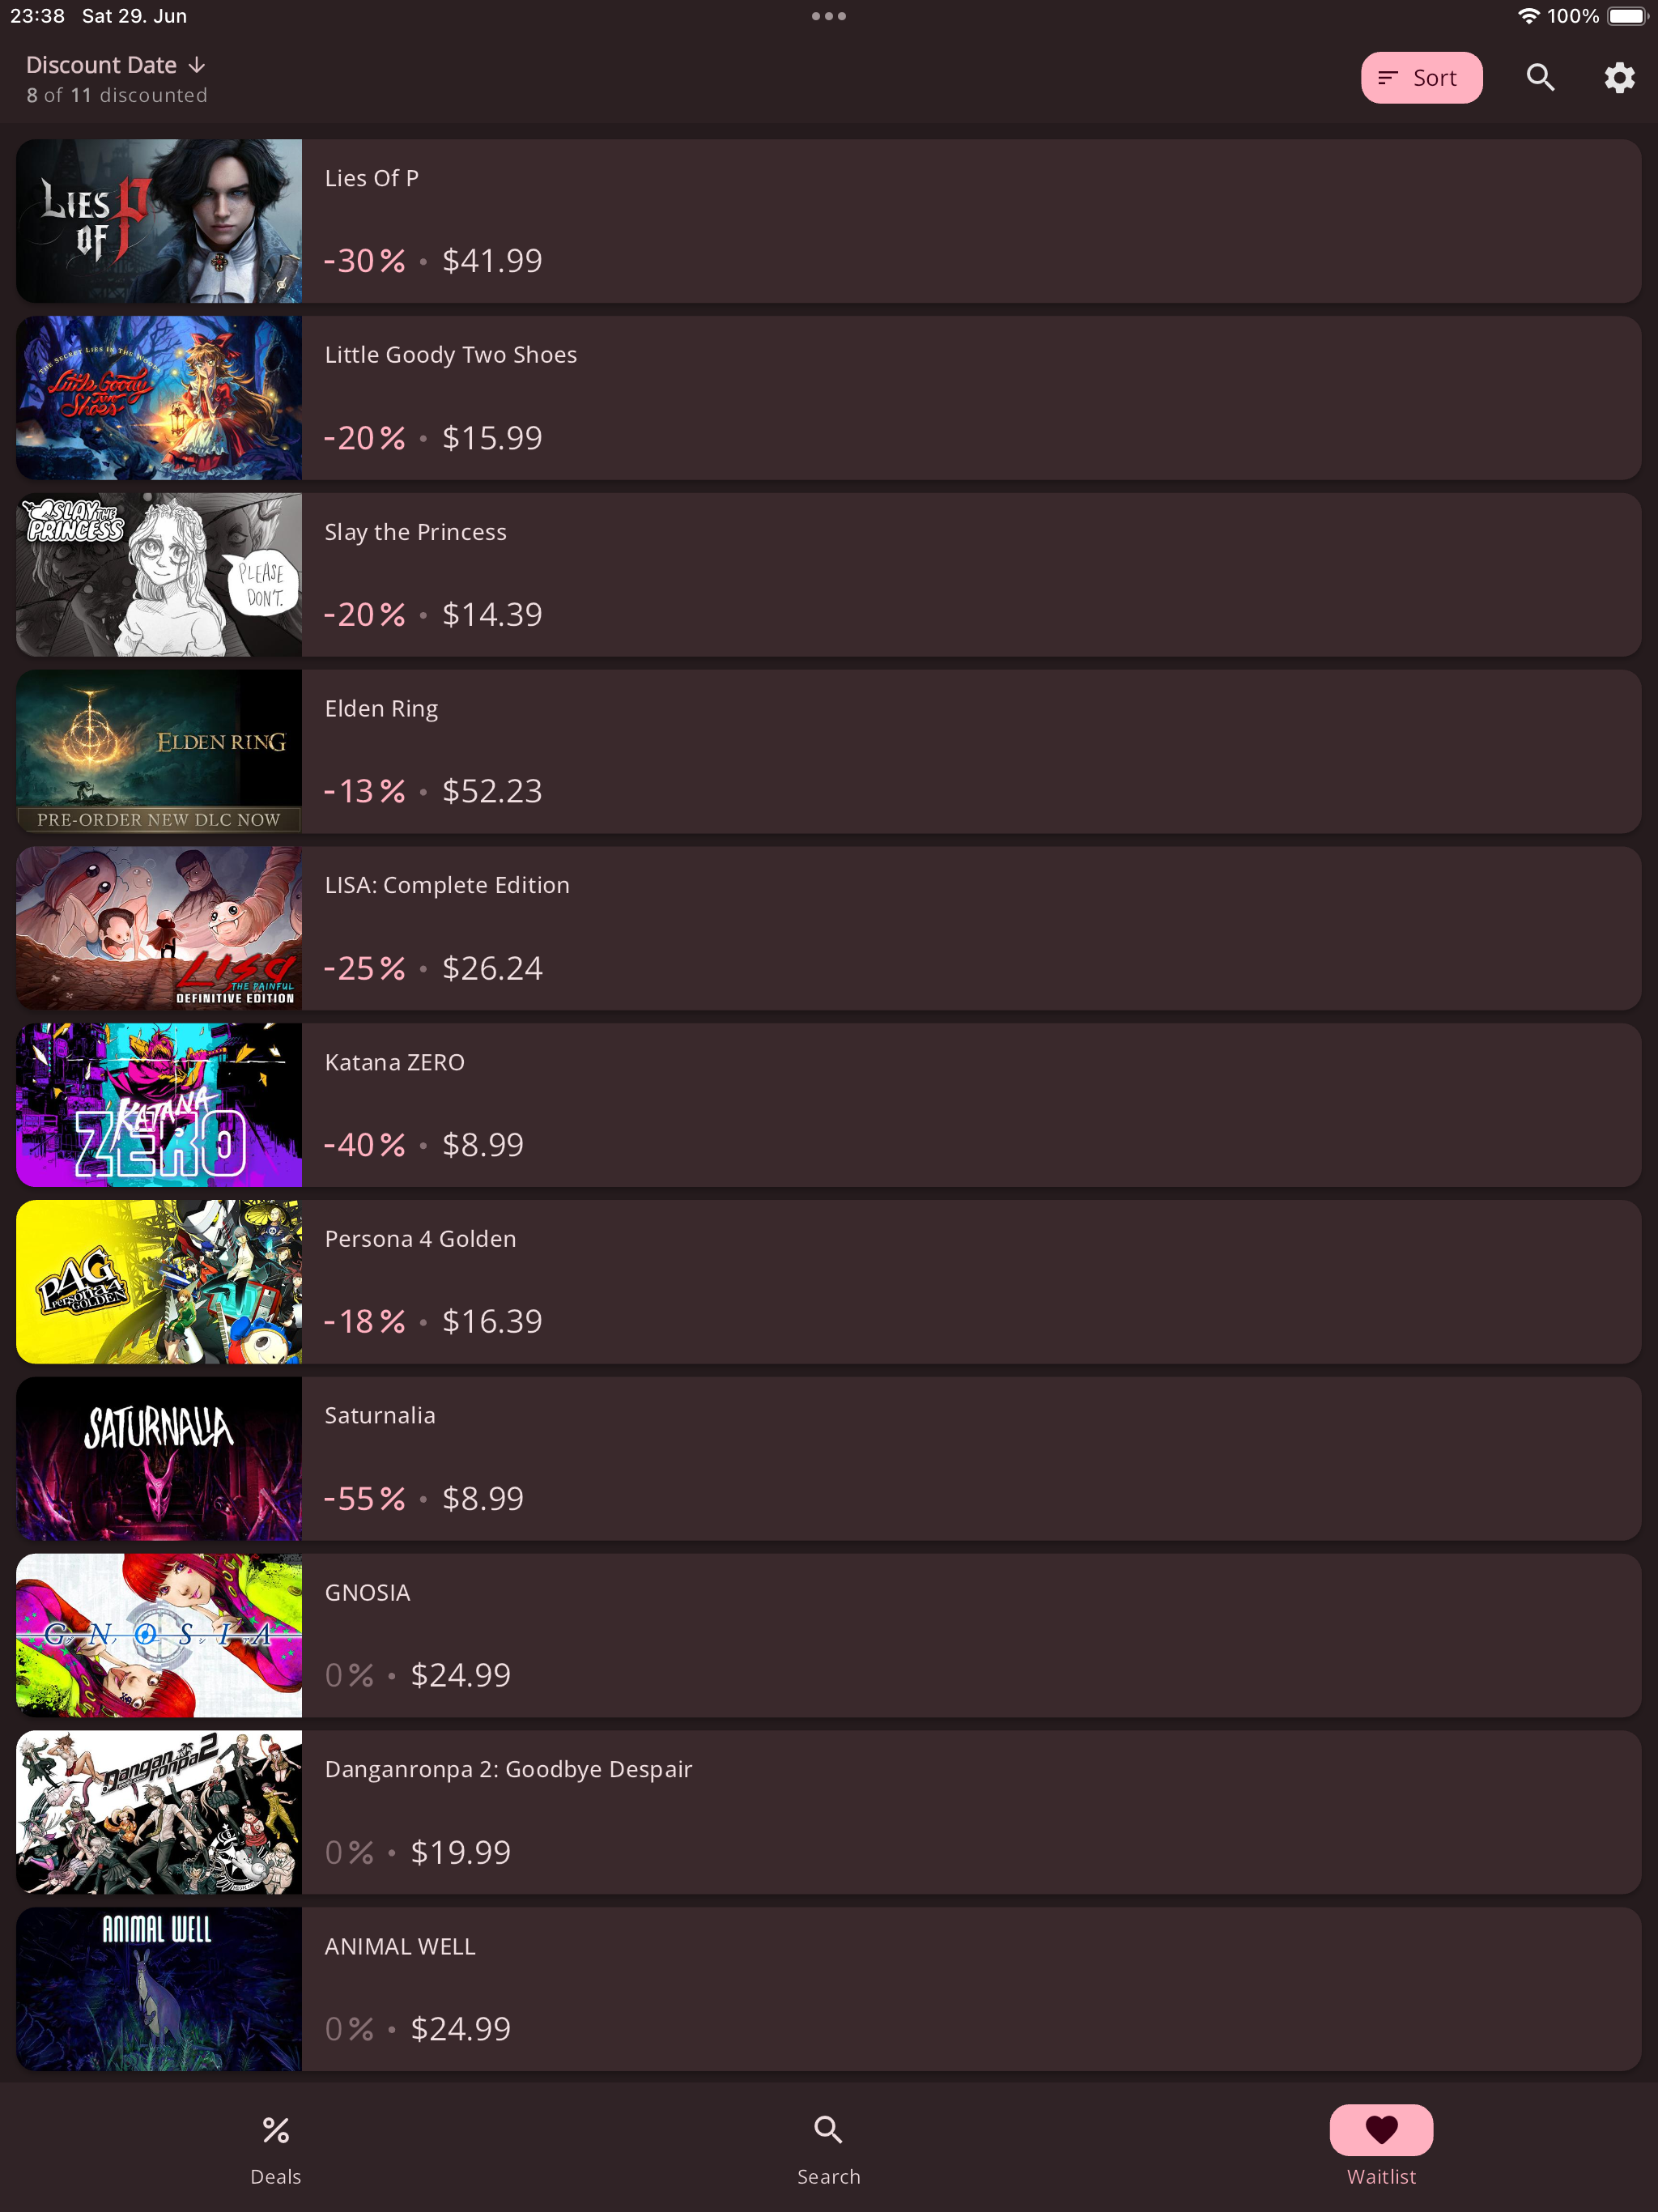 23:38 Sat 29. Jun
100%
Discount Date
8 of 11 discounted
Sort
LIES OF P
Lies Of P
-30% • $41.99
THE SECRET LIES IN THE WOODS
Little Goody Two Shoes
Little Goody Two Shoes
-20% • $15.99
SLAY THE PRINCESS
PLEASE DON'T.
Slay the Princess
-20% • $14.39
ELDEN RING
PRE-ORDER NEW DLC NOW
Elden Ring
-13% • $52.23
LISA
THE PAINFUL
DEFINITIVE EDITION
LISA: Complete Edition
-25% • $26.24
KATANA ZERO
Katana ZERO
-40% • $8.99
P4G
Persona 4 GOLDEN
Persona 4 Golden
-18% • $16.39
SATURNALIA
Saturnalia
-55% • $8.99
GNOSIA
GNOSIA
0% • $24.99
Danganronpa 2
Danganronpa 2: Goodbye Despair
0% • $19.99
ANIMAL WELL
ANIMAL WELL
0% • $24.99
Deals
Search
Waitlist